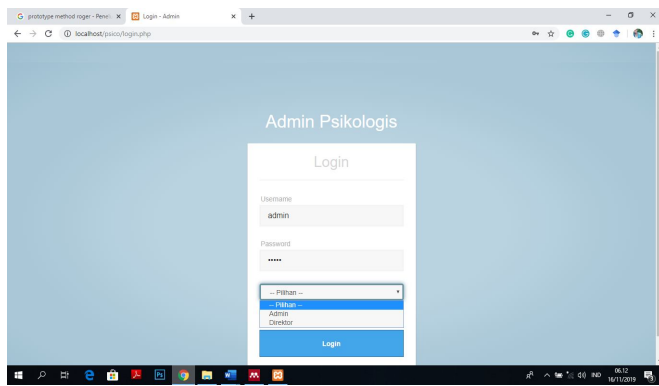 prototype method roger - Penelu
Login - Admin
localhost/psico/login.php
Admin Psikologis
Login
Username
admin
Password
•••••
-- Pilihan --
-- Pilihan --
Admin
Direktor
Login
IND
06.12
16/11/2019